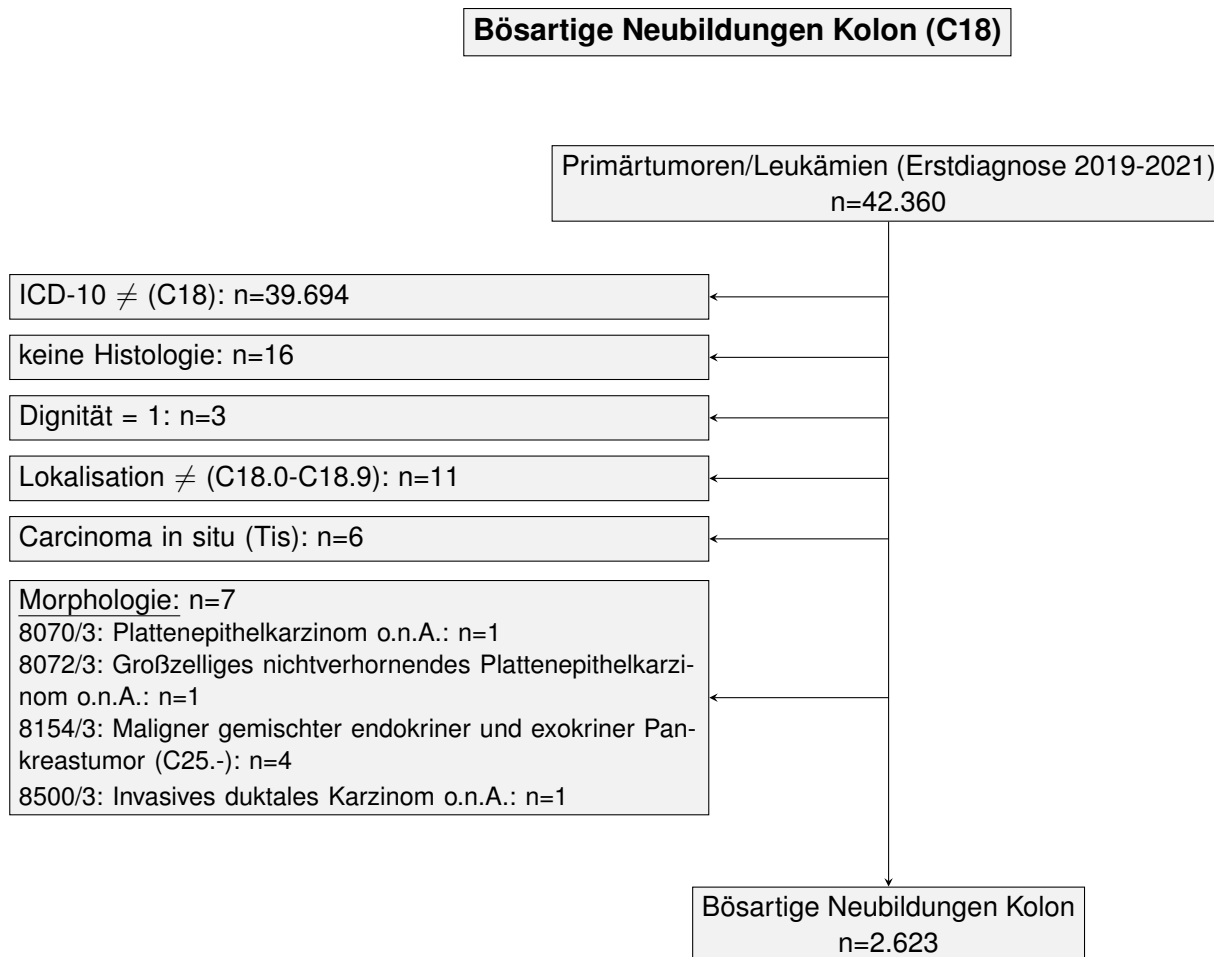 Bösartige Neubildungen Kolon (C18)
Primärtumoren/Leukämien (Erstdiagnose 2019-2021)
n=42.360
ICD-10 ≠ (C18): n=39.694
keine Histologie: n=16
Dignität = 1: n=3
Lokalisation ≠ (C18.0-C18.9): n=11
Carcinoma in situ (Tis): n=6
Morphologie: n=7
8070/3: Plattenepithelkarzinom o.n.A.: n=1
8072/3: Großzelliges nichtverhornendes Plattenepithelkarzi-
nom o.n.A.: n=1
8154/3: Maligner gemischter endokriner und exokriner Pan-
kreastumor (C25.-): n=4
8500/3: Invasives duktales Karzinom o.n.A.: n=1
Bösartige Neubildungen Kolon
n=2.623